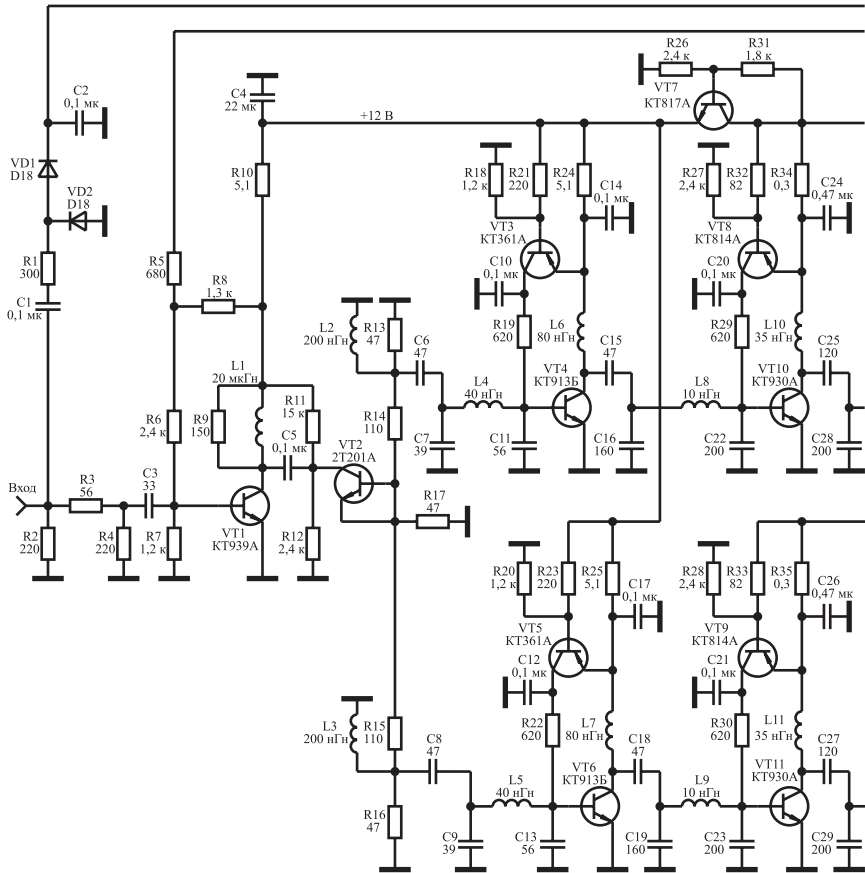 R26
2,4 к
R31
1,8 к
VT7
КТ817А
C2
0,1 мк
C4
22 мк
+12 В
VD1
D18
VD2
D18
R10
5,1
R18
1,2 к
R21
220
R24
5,1
C14
0,1 мк
R27
2,4 к
R32
82
R34
0,3
C24
0,47 мк
VT3
КТ361А
VT8
КТ814А
R1
300
R5
680
R8
1,3 к
C10
0,1 мк
C20
0,1 мк
C1
0,1 мк
L2
200 нГн
R13
47
C6
47
R19
620
L6
80 нГн
C15
47
R29
620
L10
35 нГн
C25
120
L1
20 мкГн
VT4
КТ913Б
VT10
КТ930А
L4
40 нГн
L8
10 нГн
R6
2,4 к
R9
150
R11
15 к
C5
0,1 мк
VT2
2Т201А
R14
110
C7
39
C11
56
C16
160
C22
200
C28
200
Вход
R3
56
C3
33
R17
47
R2
220
R4
220
R7
1,2 к
VT1
КТ939А
R12
2,4 к
R20
1,2 к
R23
220
R25
5,1
C17
0,1 мк
R28
2,4 к
R33
82
R35
0,3
C26
0,47 мк
VT5
КТ361А
VT9
КТ814А
C12
0,1 мк
C21
0,1 мк
L3
200 нГн
R15
110
C8
47
R22
620
L7
80 нГн
C18
47
R30
620
L11
35 нГн
C27
120
VT6
КТ913Б
VT11
КТ930А
L5
40 нГн
L9
10 нГн
R16
47
C9
39
C13
56
C19
160
C23
200
C29
200